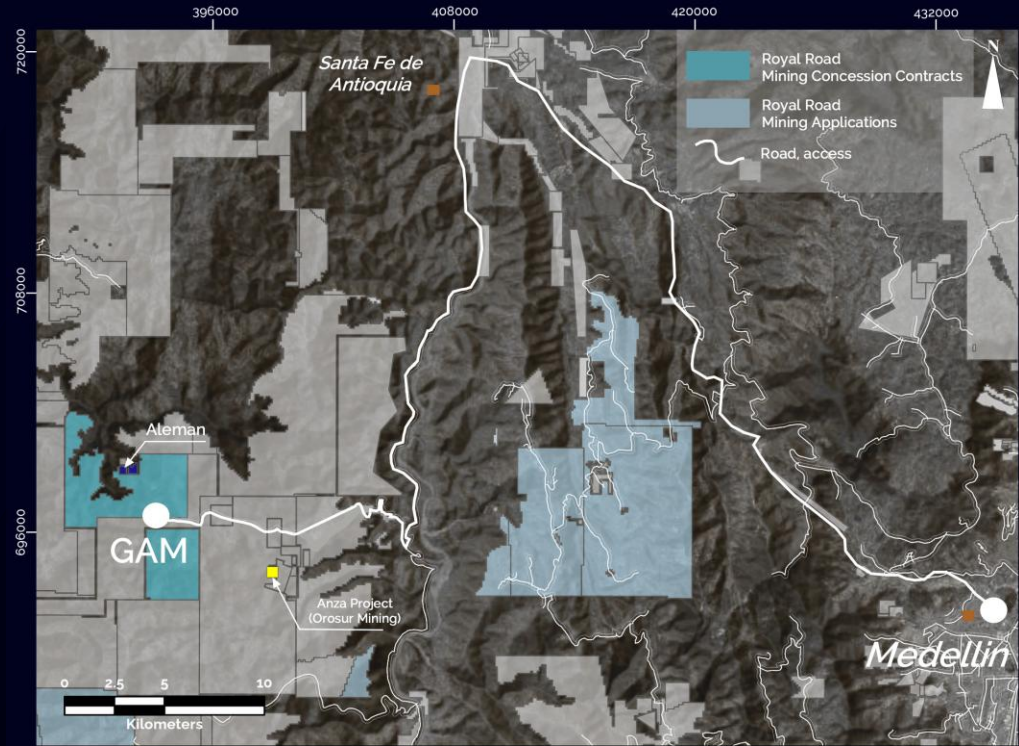 396000
408000
420000
432000
720000
708000
696000
Santa Fe de
Antioquia
Royal Road
Mining Concession Contracts
Royal Road
Mining Applications
Road, access
N
Aleman
GAM
Anza Project
(Orosur Mining)
Medellin
0 2.5 5 10
Kilometers